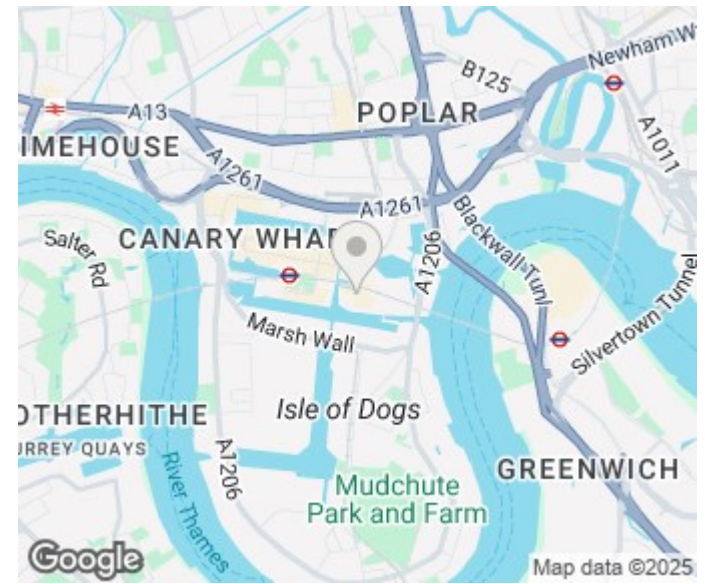 Newham W
B125
A13
POPLAR
A1011
IMEHOUSE
A1261
A1261
Salter Rd
CANARY WHAR
A1206
Blackwall Tunl
Silvertown Tunnel
Marsh Wall
Isle of Dogs
OTHERHITHE
URREY QUAYS
A1206
River Thames
GREENWICH
Mudchute
Park and Farm
Google
Map data ©2025